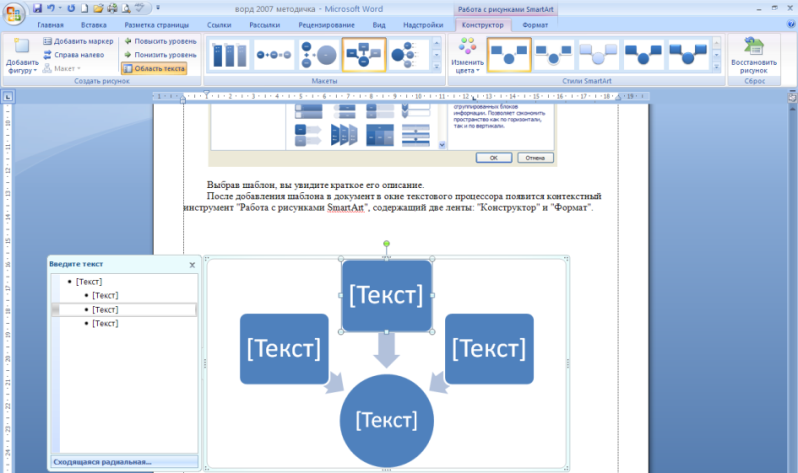 ворд 2007 методичка - Microsoft Word
Работа с рисунками SmartArt
Главная Вставка Разметка страницы Ссылки Рассылки Рецензирование Вид Надстройки Конструктор Формат
Добавить фигуру
Добавить маркер
Справа налево
Макет
Повысить уровень
Понизить уровень
Область текста
Изменить цвета
Восстановить рисунок
Создать рисунок Макеты Стили SmartArt Сброс
сгруппированных блоков
информации. Позволяет сэкономить
пространство как по горизонтали,
так и по вертикали.
ОК Отмена
Выбрав шаблон, вы увидите краткое его описание.
После добавления шаблона в документ в окне текстового процессора появится контекстный
инструмент "Работа с рисунками SmartArt", содержащий две ленты: "Конструктор" и "Формат".
Введите текст
[Текст]
[Текст]
[Текст]
[Текст]
Сходящаяся радиальная...
[Текст]
[Текст] [Текст]
[Текст]